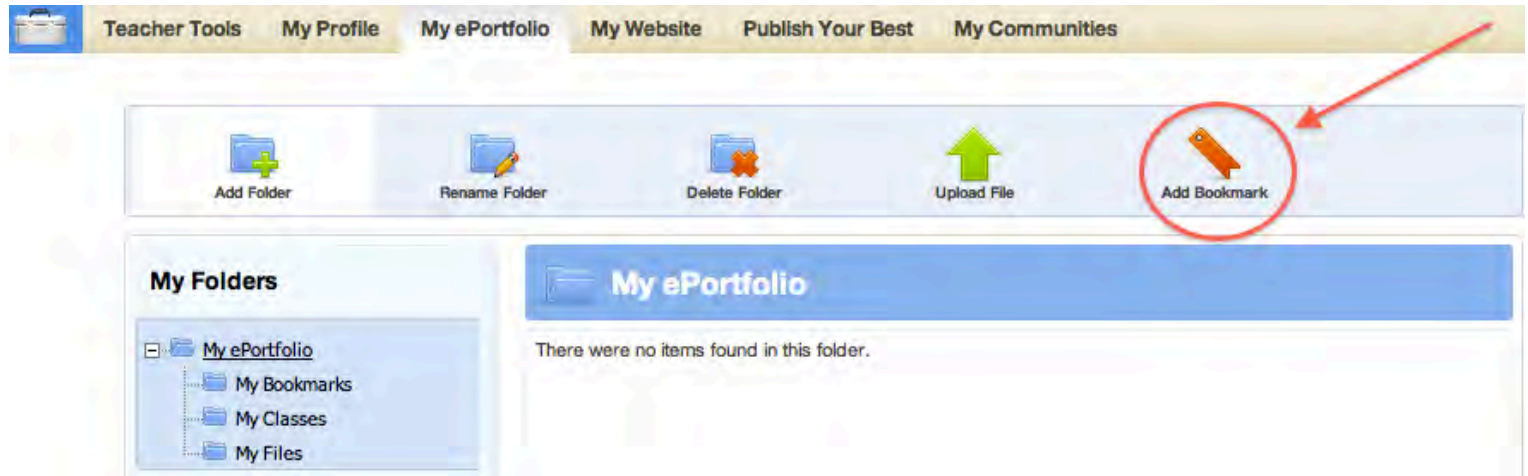 Teacher Tools My Profile My ePortfolio My Website Publish Your Best My Communities
Add Folder Rename Folder Delete Folder Upload File Add Bookmark
My Folders
My ePortfolio
My Bookmarks
My Classes
My Files
My ePortfolio
There were no items found in this folder.